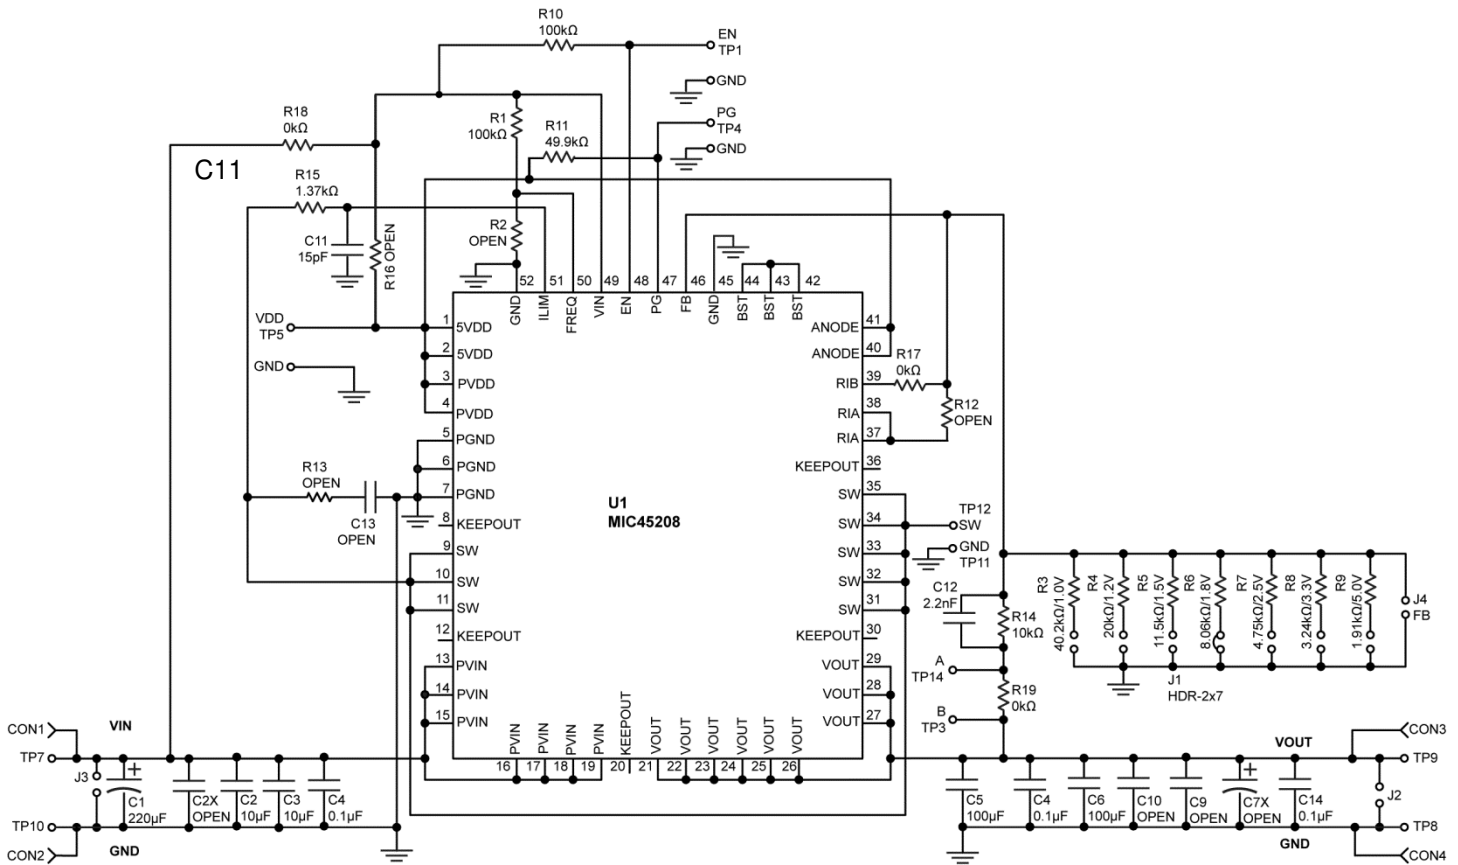 R10
100kΩ
EN
TP1
GND
R18
0kΩ
R1
100kΩ
R11
49.9kΩ
PG
TP4
GND
C11
R15
1.37kΩ
C11
15pF
R16 OPEN
R2
OPEN
VDD
TP5
GND
52 51 50 49 48 47 46 45 44 43 42
GND
ILIM
FREQ
VIN
EN
PG
FB
GND
BST
BST
BST
1 5VDD
2 5VDD
3 PVDD
4 PVDD
5 PGND
6 PGND
7 PGND
8 KEEPOUT
9 SW
10 SW
11 SW
12 KEEPOUT
13 PVIN
14 PVIN
15 PVIN
R13
OPEN
C13
OPEN
U1
MIC45208
ANODE 41
ANODE 40
RIB 39
RIA 38
RIA 37
KEEPOUT 36
SW 35
SW 34
SW 33
SW 32
SW 31
KEEPOUT 30
VOUT 29
VOUT 28
VOUT 27
R17
0kΩ
R12
OPEN
TP12
SW
GND
TP11
C12
2.2nF
R14
10kΩ
A
TP14
R19
0kΩ
B
TP3
R3
40.2kΩ/1.0V
R4
20kΩ/1.2V
R5
11.5kΩ/1.5V
R6
8.06kΩ/1.8V
R7
4.75kΩ/2.5V
R8
3.24kΩ/3.3V
R9
1.91kΩ/5.0V
J4
FB
J1
HDR-2x7
PVIN
PVIN
PVIN
PVIN
KEEPOUT
VOUT
VOUT
VOUT
VOUT
VOUT
VOUT
16 17 18 19 20 21 22 23 24 25 26
CON1
VIN
TP7
J3
C1
220µF
C2X
OPEN
C2
10µF
C3
10µF
C4
0.1µF
TP10
CON2
GND
CON3
VOUT
TP9
C5
100µF
C4
0.1µF
C6
100µF
C10
OPEN
C9
OPEN
C7X
OPEN
C14
0.1µF
J2
TP8
GND
CON4